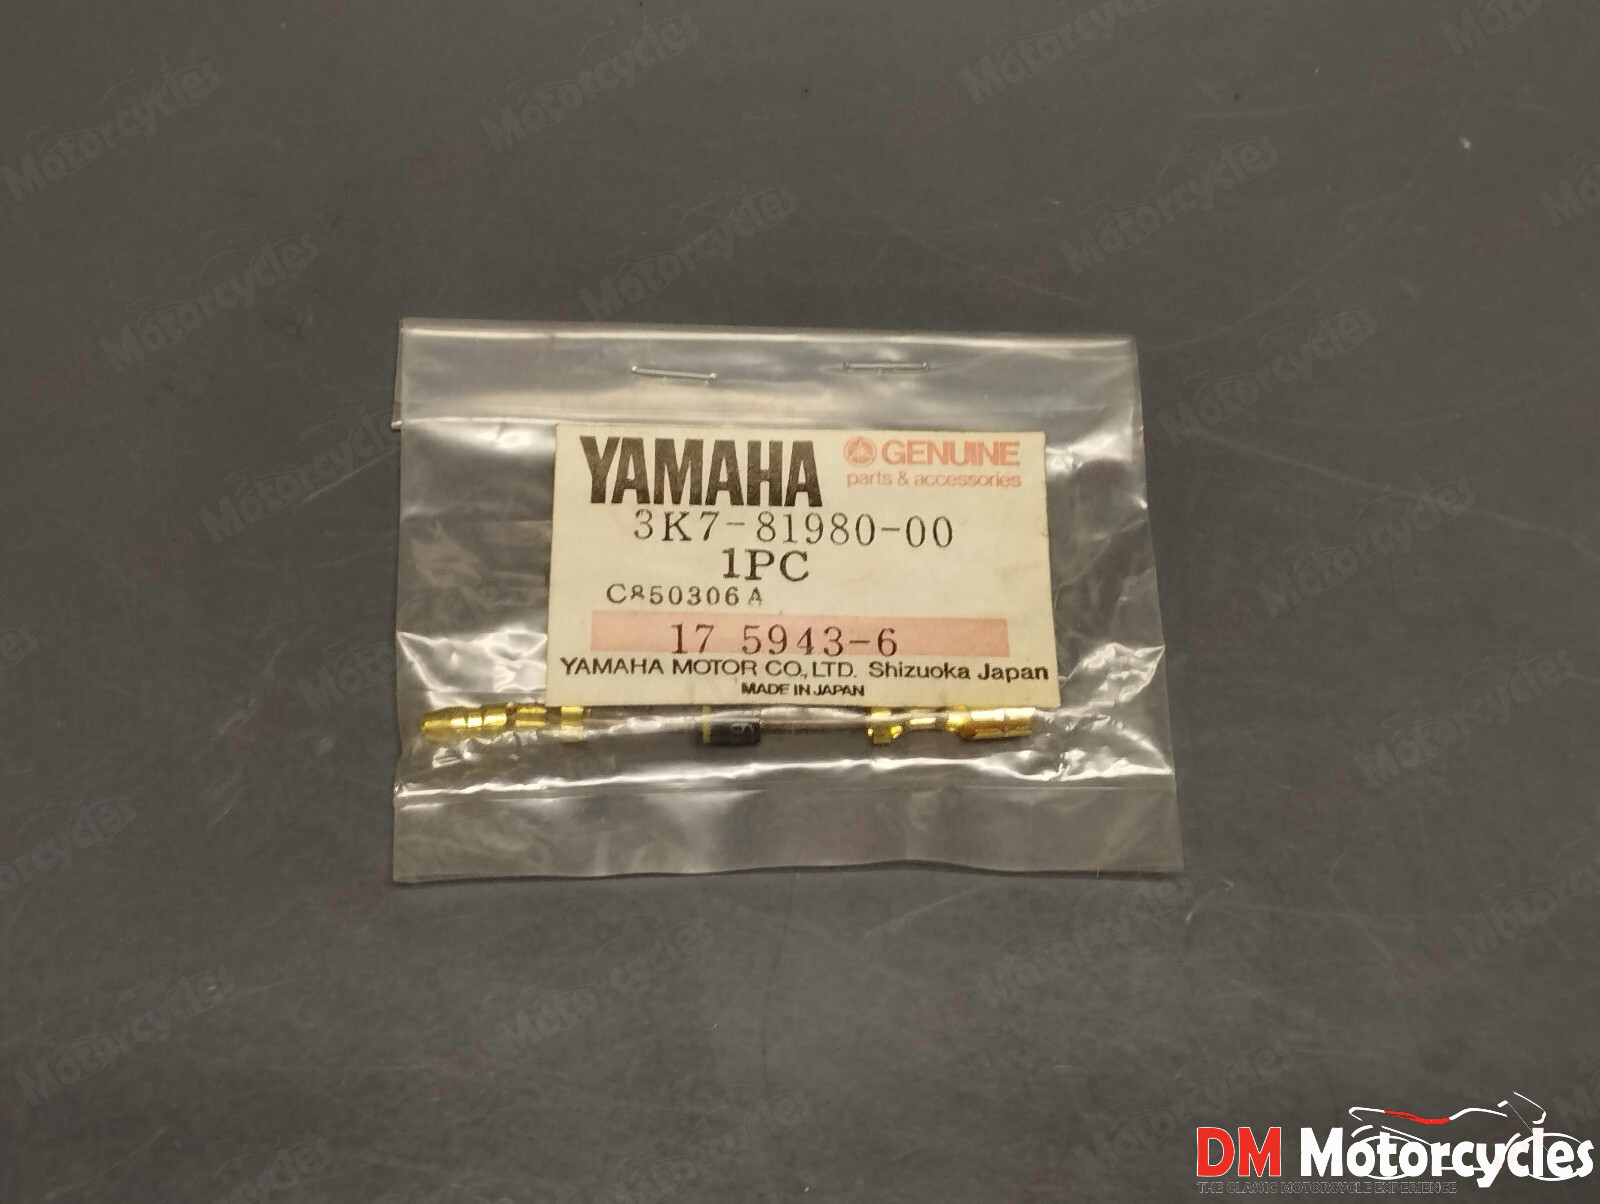 YAMAHA
GENUINE
parts & accessories
3K7-81980-00
1PC
C850306A
17 5943-6
YAMAHA MOTOR CO., LTD. Shizuoka Japan
MADE IN JAPAN
DM Motorcycles
THE CLASSIC MOTORCYCLE EXPERIENCE